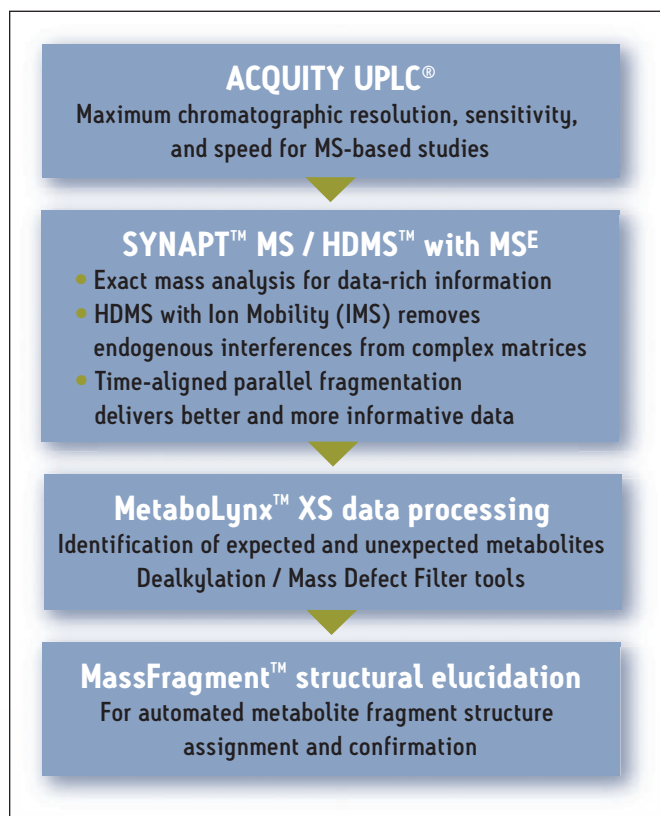 ACQUITY UPLC®
Maximum chromatographic resolution, sensitivity,
and speed for MS-based studies
SYNAPT™ MS / HDMS™ with MSᴱ
• Exact mass analysis for data-rich information
• HDMS with Ion Mobility (IMS) removes
endogenous interferences from complex matrices
• Time-aligned parallel fragmentation
delivers better and more informative data
MetaboLynx™ XS data processing
Identification of expected and unexpected metabolites
Dealkylation / Mass Defect Filter tools
MassFragment™ structural elucidation
For automated metabolite fragment structure
assignment and confirmation